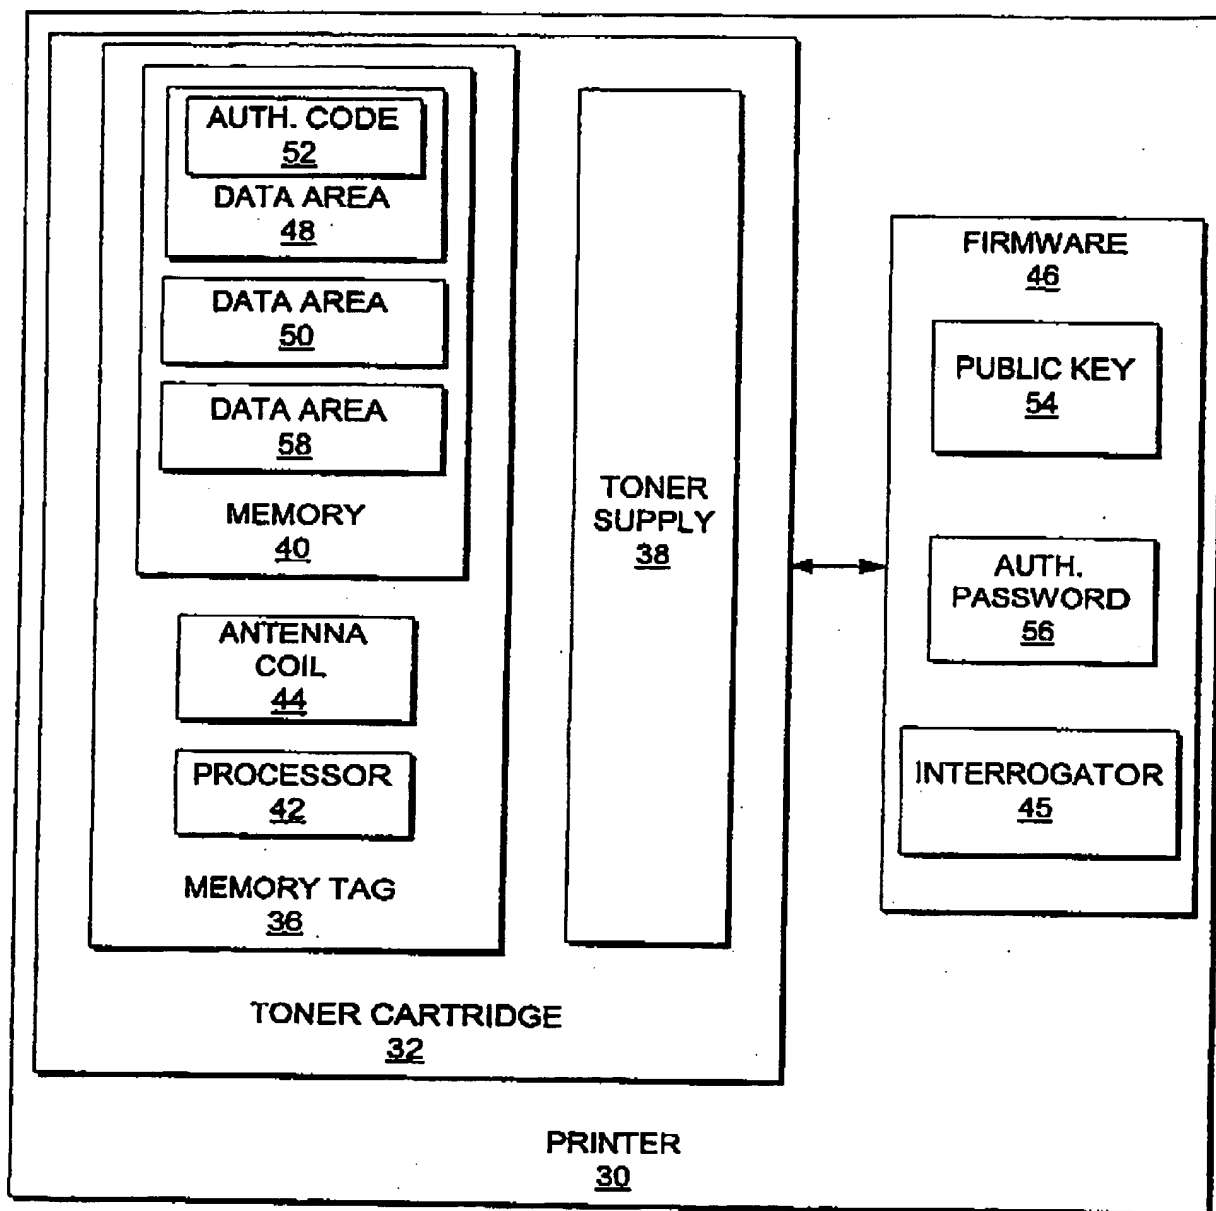 AUTH. CODE
52
DATA AREA
48
DATA AREA
50
DATA AREA
58
MEMORY
40
ANTENNA
COIL
44
PROCESSOR
42
MEMORY TAG
36
TONER
SUPPLY
38
TONER CARTRIDGE
32
FIRMWARE
46
PUBLIC KEY
54
AUTH.
PASSWORD
56
INTERROGATOR
45
PRINTER
30